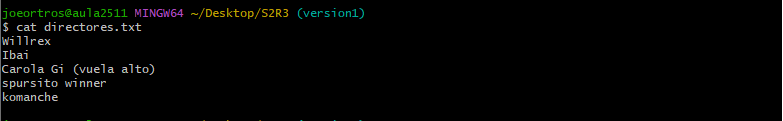 joeortros@aula2511 MINGW64 ~/Desktop/S2R3 (version1)
$ cat directores.txt
Willrex
Ibai
Carola Gi (vuela alto)
spursito winner
komanche